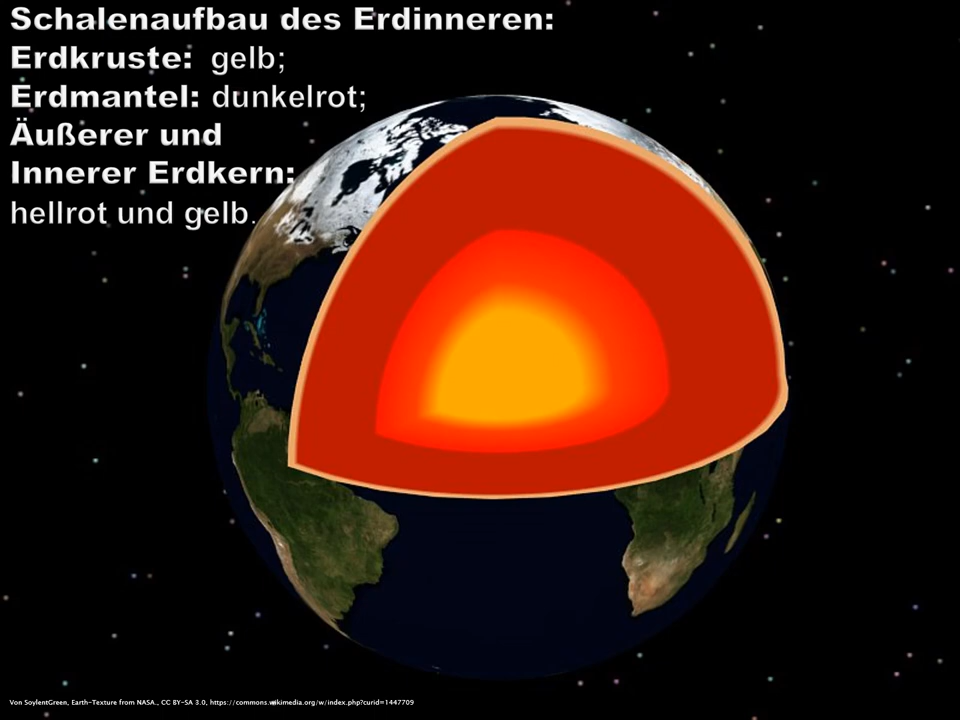 Schalenaufbau des Erdinneren:
Erdkruste: gelb;
Erdmantel: dunkelrot;
Äußerer und
Innerer Erdkern:
hellrot und gelb.
Von SoylentGreen, Earth-Texture from NASA., CC BY-SA 3.0, https://commons.wikimedia.org/w/index.php?curid=1447709